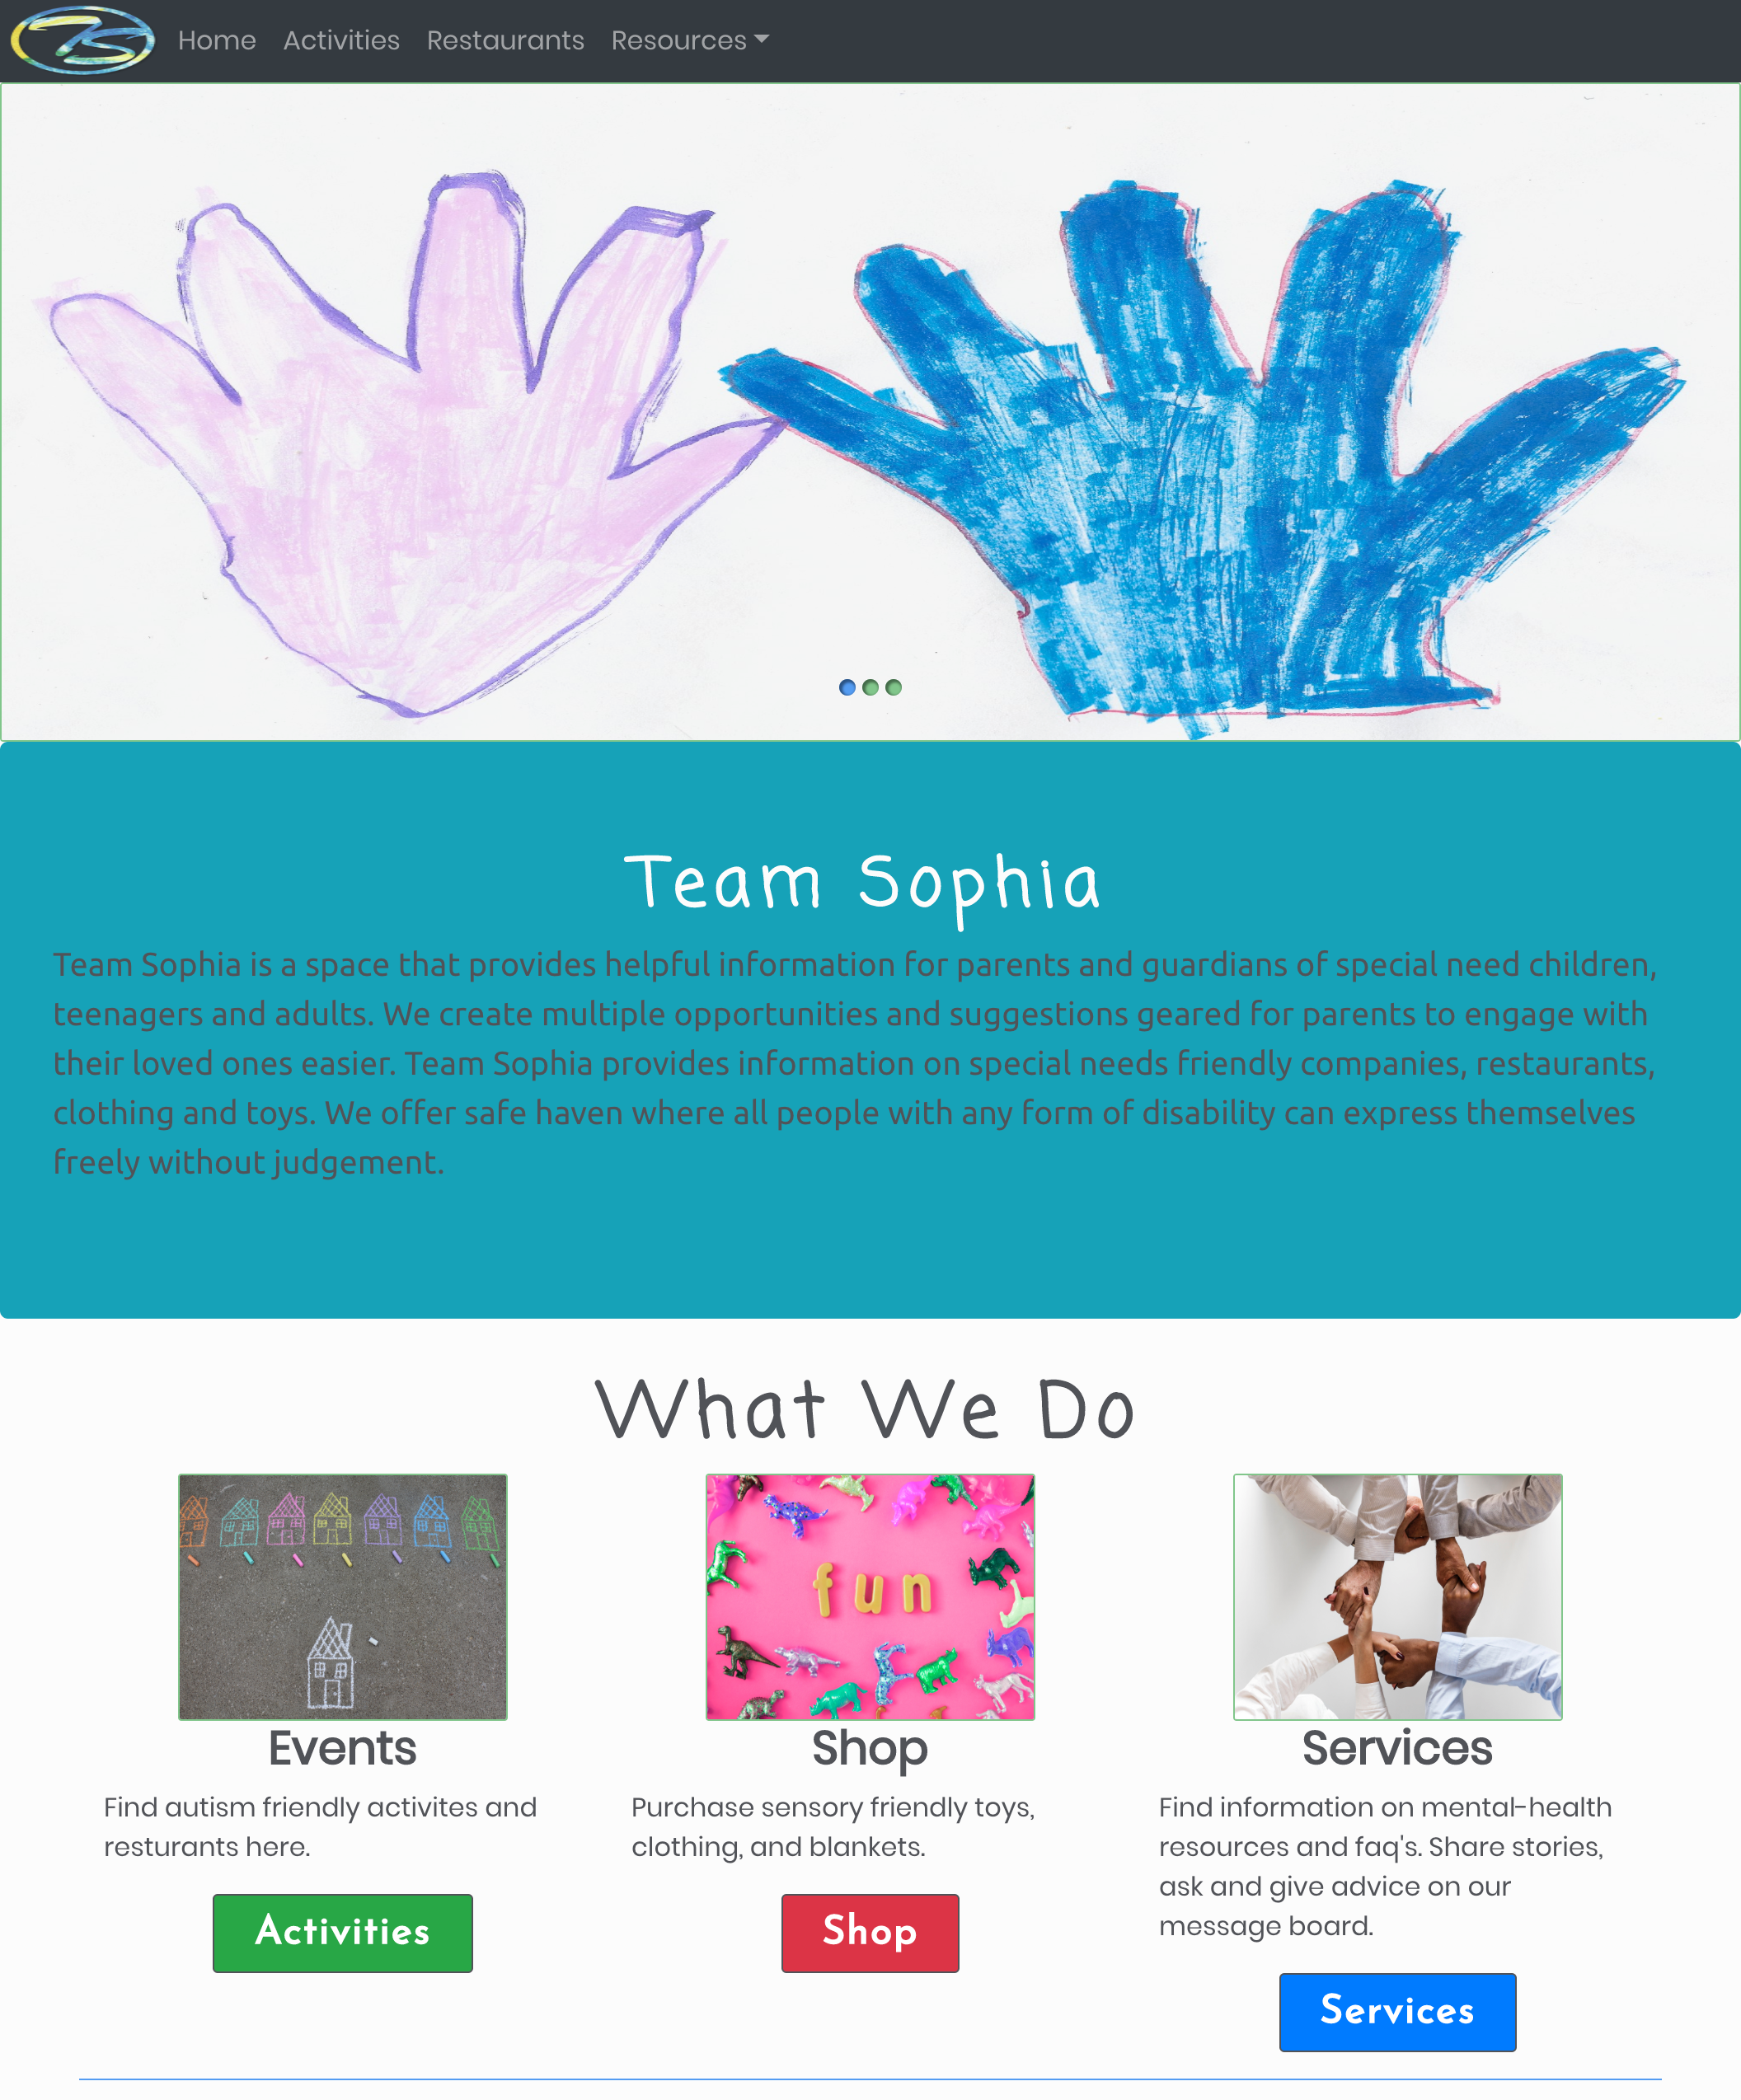 TS
Home Activities Restaurants Resources
Team Sophia
Team Sophia is a space that provides helpful information for parents and guardians of special need children,
teenagers and adults. We create multiple opportunities and suggestions geared for parents to engage with
their loved ones easier. Team Sophia provides information on special needs friendly companies, restaurants,
clothing and toys. We offer safe haven where all people with any form of disability can express themselves
freely without judgement.
What We Do
fun
Events
Find autism friendly activites and
resturants here.
Activities
Shop
Purchase sensory friendly toys,
clothing, and blankets.
Shop
Services
Find information on mental-health
resources and faq's. Share stories,
ask and give advice on our
message board.
Services